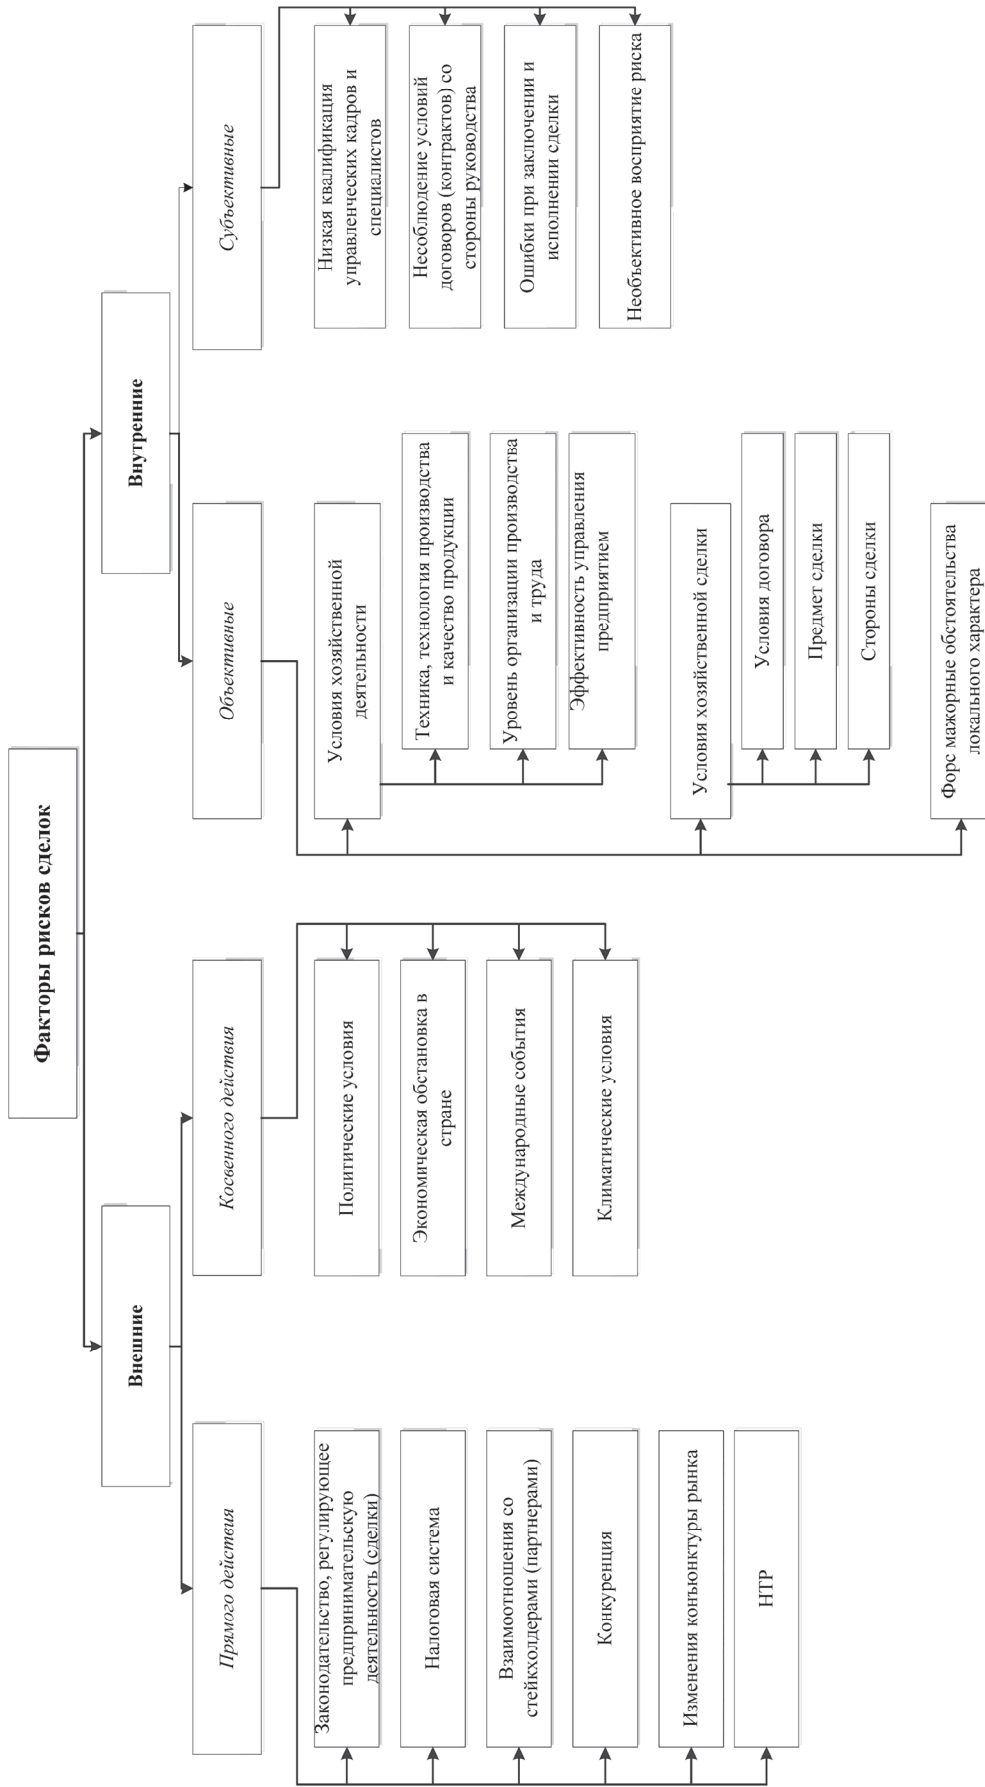 Факторы рисков сделок
Внешние
Внутренние
Прямого действия
Косвенного действия
Объективные
Субъективные
Законодательство, регулирующее
предпринимательскую
деятельность (сделки)
Налоговая система
Взаимоотношения со
стейкхолдерами (партнерами)
Конкуренция
Изменения конъюнктуры рынка
НТР
Политические условия
Экономическая обстановка в
стране
Международные события
Климатические условия
Условия хозяйственной
деятельности
Техника, технология производства
и качество продукции
Уровень организации производства
и труда
Эффективность управления
предприятием
Условия хозяйственной сделки
Условия договора
Предмет сделки
Стороны сделки
Форс мажорные обстоятельства
локального характера
Низкая квалификация
управленческих кадров и
специалистов
Несоблюдение условий
договоров (контрактов) со
стороны руководства
Ошибки при заключении и
исполнении сделки
Необъективное восприятие риска